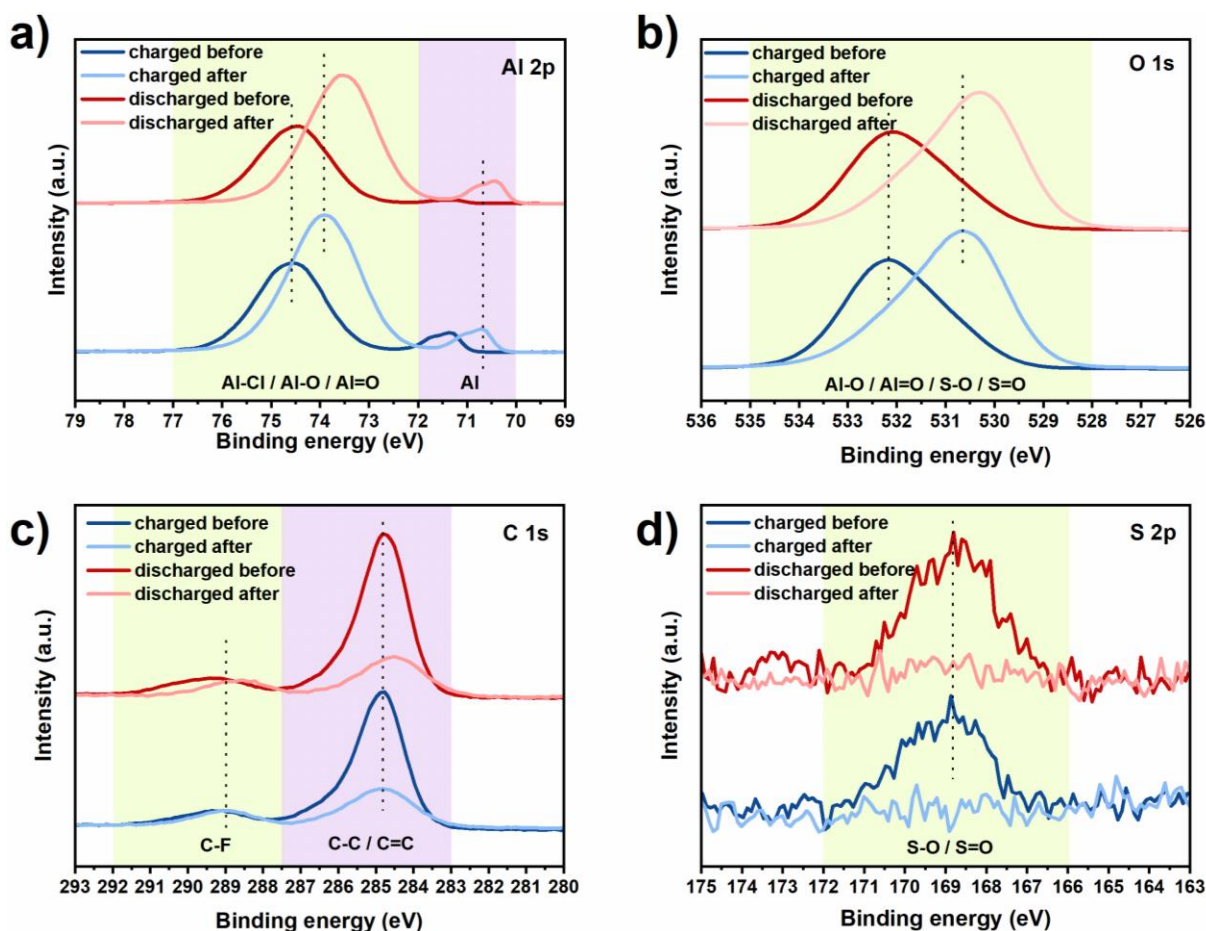 a)
Al 2p
charged before
charged after
discharged before
discharged after
Al-Cl / Al-O / Al=O
Al
Intensity (a.u.)
79 78 77 76 75 74 73 72 71 70 69
Binding energy (eV)
b)
O 1s
charged before
charged after
discharged before
discharged after
Al-O / Al=O / S-O / S=O
Intensity (a.u.)
536 535 534 533 532 531 530 529 528 527 526
Binding energy (eV)
c)
C 1s
charged before
charged after
discharged before
discharged after
C-F
C-C / C=C
Intensity (a.u.)
293 292 291 290 289 288 287 286 285 284 283 282 281 280
Binding energy (eV)
d)
S 2p
charged before
charged after
discharged before
discharged after
S-O / S=O
Intensity (a.u.)
175 174 173 172 171 170 169 168 167 166 165 164 163
Binding energy (eV)